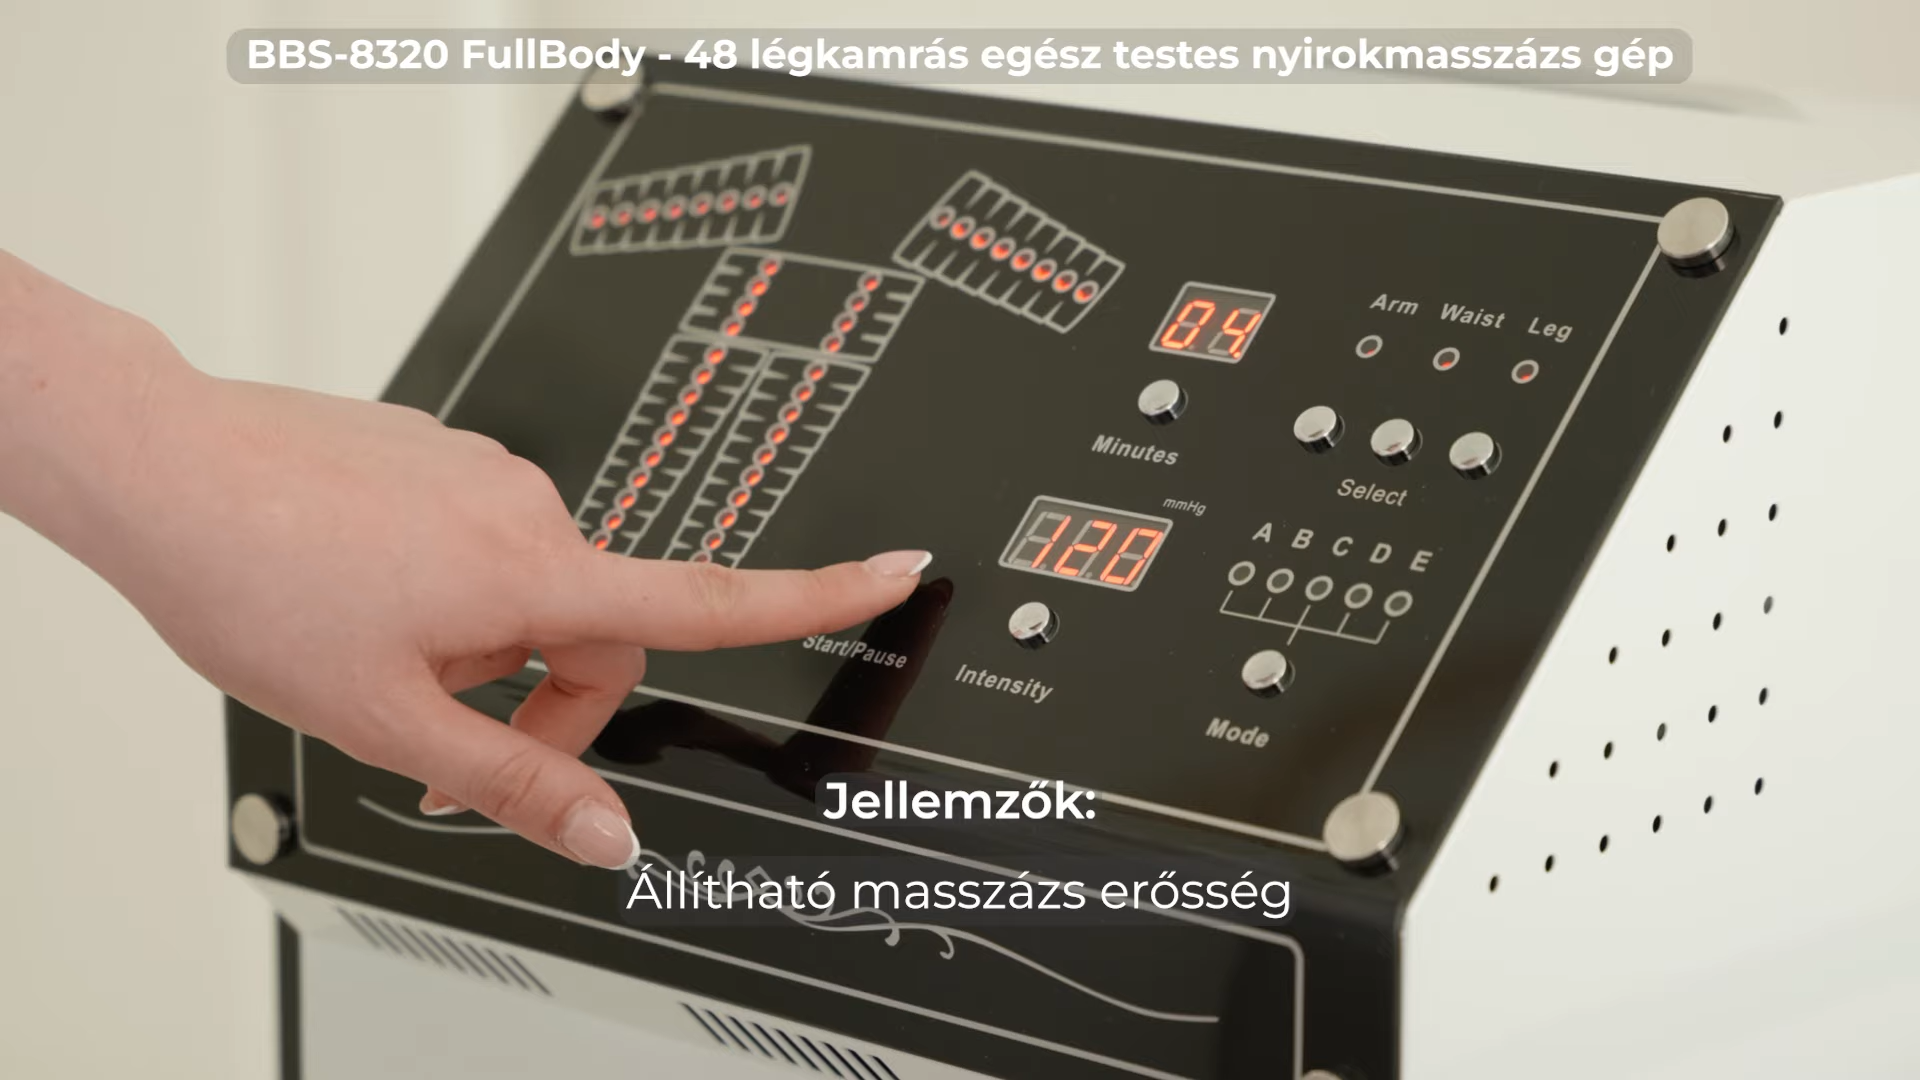 BBS-8320 FullBody - 48 légkamrás egész testes nyirokmasszázs gép
Arm Waist Leg
04
Minutes
Select
mmHg
120
A B C D E
Start/Pause
Intensity
Mode
Jellemzők:
Állítható masszázs erősség